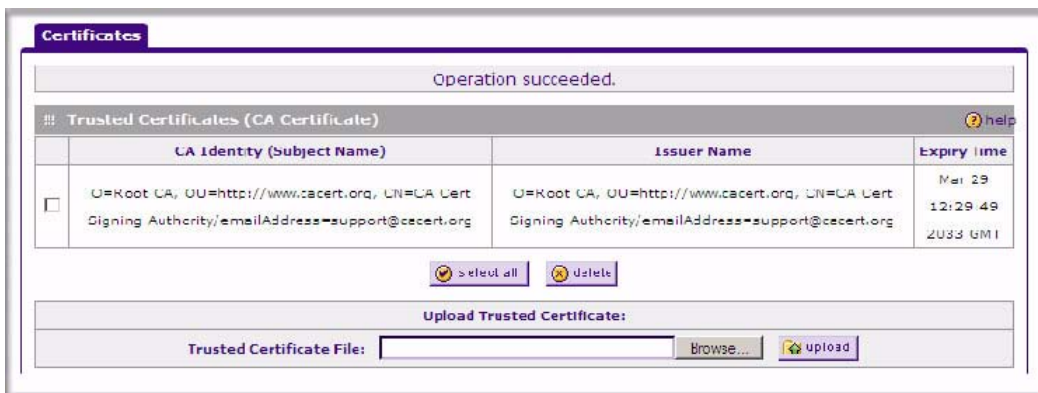 Certificates
Operation succeeded.
Trusted Certificates (CA Certificate)
help
CA Identity (Subject Name)
Issuer Name
Expiry Time
O=Root CA, OU=http://www.cacert.org, CN=CA Cert
Signing Authority/emailAddress=support@cacert.org
O=Root CA, OU=http://www.cacert.org, CN=CA Cert
Signing Authority/emailAddress=support@cacert.org
Mar 29
12:29:49
2033 GMT
select all
delete
Upload Trusted Certificate:
Trusted Certificate File:
Browse...
upload